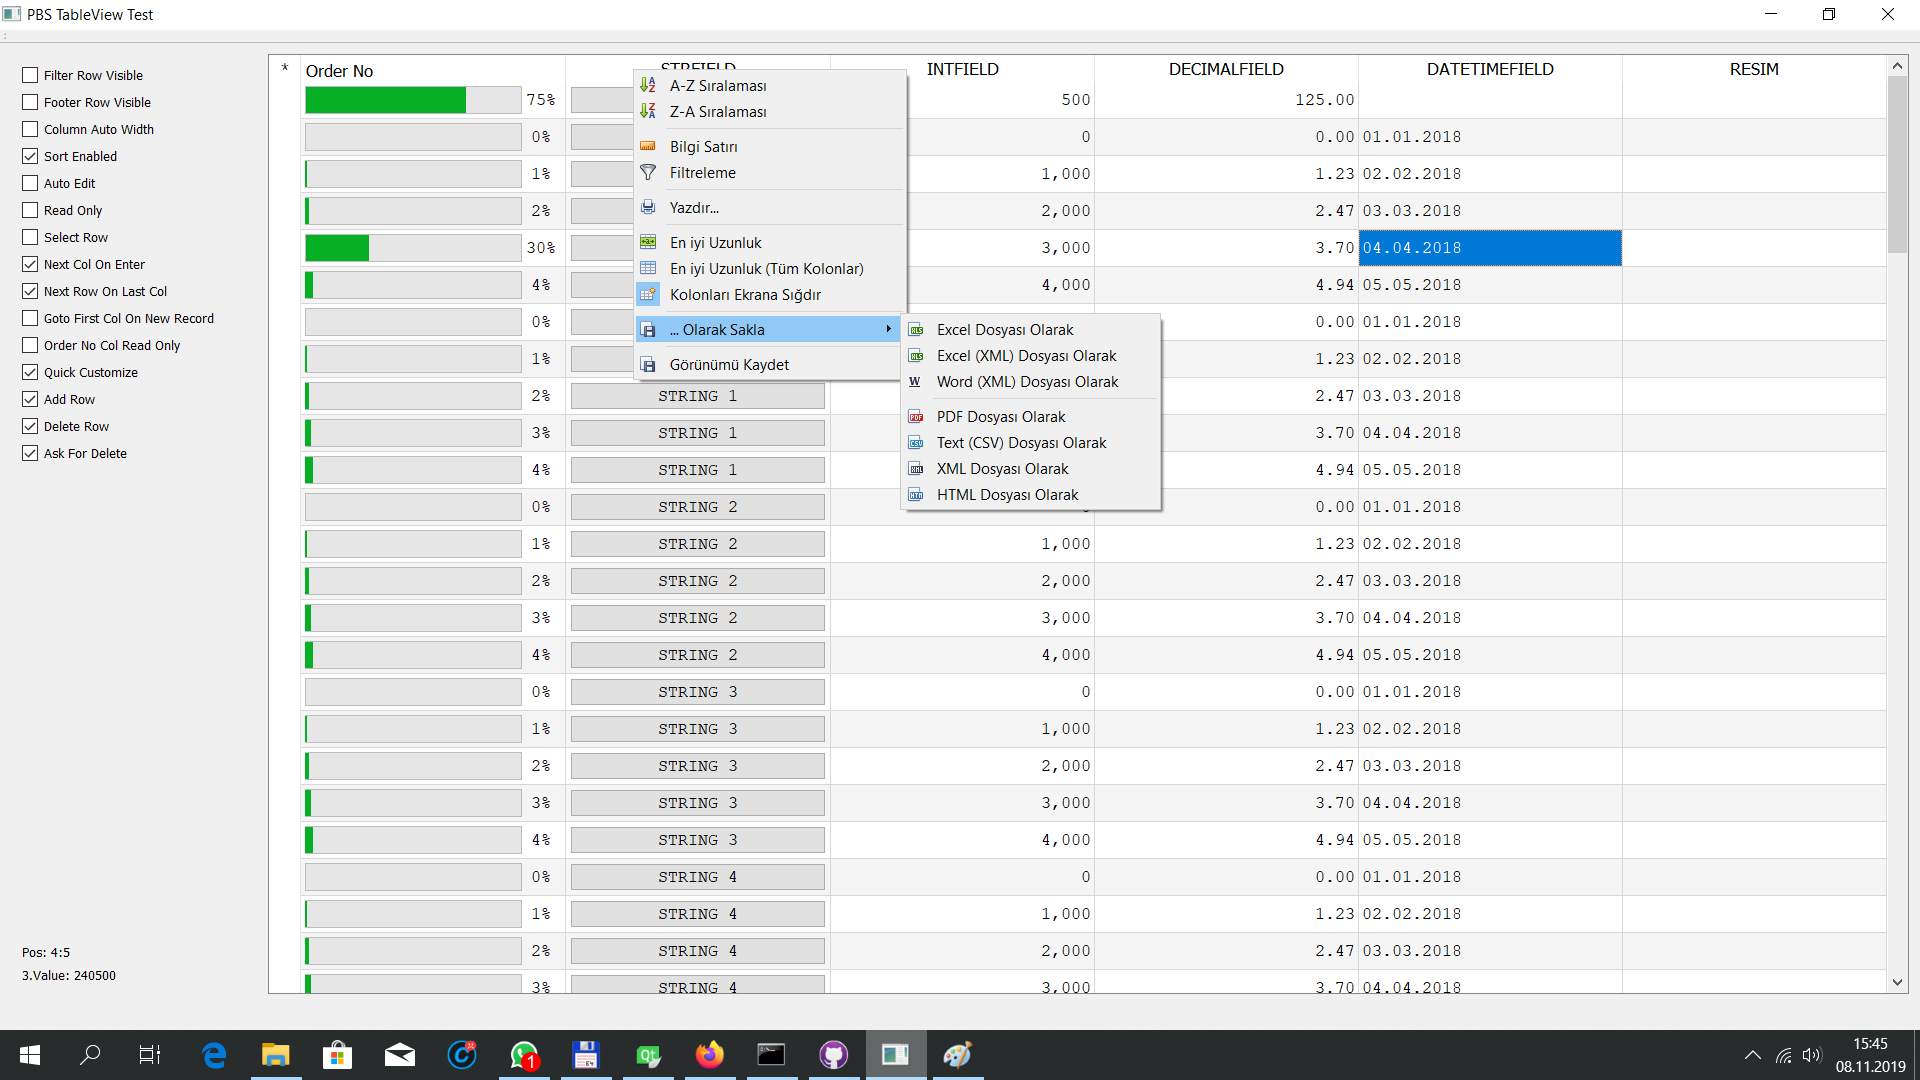 PBS TableView Test
Filter Row Visible
Footer Row Visible
Column Auto Width
Sort Enabled
Auto Edit
Read Only
Select Row
Next Col On Enter
Next Row On Last Col
Goto First Col On New Record
Order No Col Read Only
Quick Customize
Add Row
Delete Row
Ask For Delete
Pos: 4:5
3.Value: 240500
* Order No STRFIELD INTFIELD DECIMALFIELD DATETIMEFIELD RESIM
75% 500 125.00
0% 0 0.00 01.01.2018
1% 1,000 1.23 02.02.2018
2% 2,000 2.47 03.03.2018
30% 3,000 3.70 04.04.2018
4% 4,000 4.94 05.05.2018
0% 0.00 01.01.2018
1% 1.23 02.02.2018
2% STRING 1 2.47 03.03.2018
3% STRING 1 3.70 04.04.2018
4% STRING 1 4.94 05.05.2018
0% STRING 2 0.00 01.01.2018
1% STRING 2 1,000 1.23 02.02.2018
2% STRING 2 2,000 2.47 03.03.2018
3% STRING 2 3,000 3.70 04.04.2018
4% STRING 2 4,000 4.94 05.05.2018
0% STRING 3 0 0.00 01.01.2018
1% STRING 3 1,000 1.23 02.02.2018
2% STRING 3 2,000 2.47 03.03.2018
3% STRING 3 3,000 3.70 04.04.2018
4% STRING 3 4,000 4.94 05.05.2018
0% STRING 4 0 0.00 01.01.2018
1% STRING 4 1,000 1.23 02.02.2018
2% STRING 4 2,000 2.47 03.03.2018
3% STRING 4 3,000 3.70 04.04.2018
A-Z Sıralaması
Z-A Sıralaması
Bilgi Satırı
Filtreleme
Yazdır...
En iyi Uzunluk
En iyi Uzunluk (Tüm Kolonlar)
Kolonları Ekrana Sığdır
... Olarak Sakla
Görünümü Kaydet
Excel Dosyası Olarak
Excel (XML) Dosyası Olarak
Word (XML) Dosyası Olarak
PDF Dosyası Olarak
Text (CSV) Dosyası Olarak
XML Dosyası Olarak
HTML Dosyası Olarak
1
64
Qt
15:45
08.11.2019